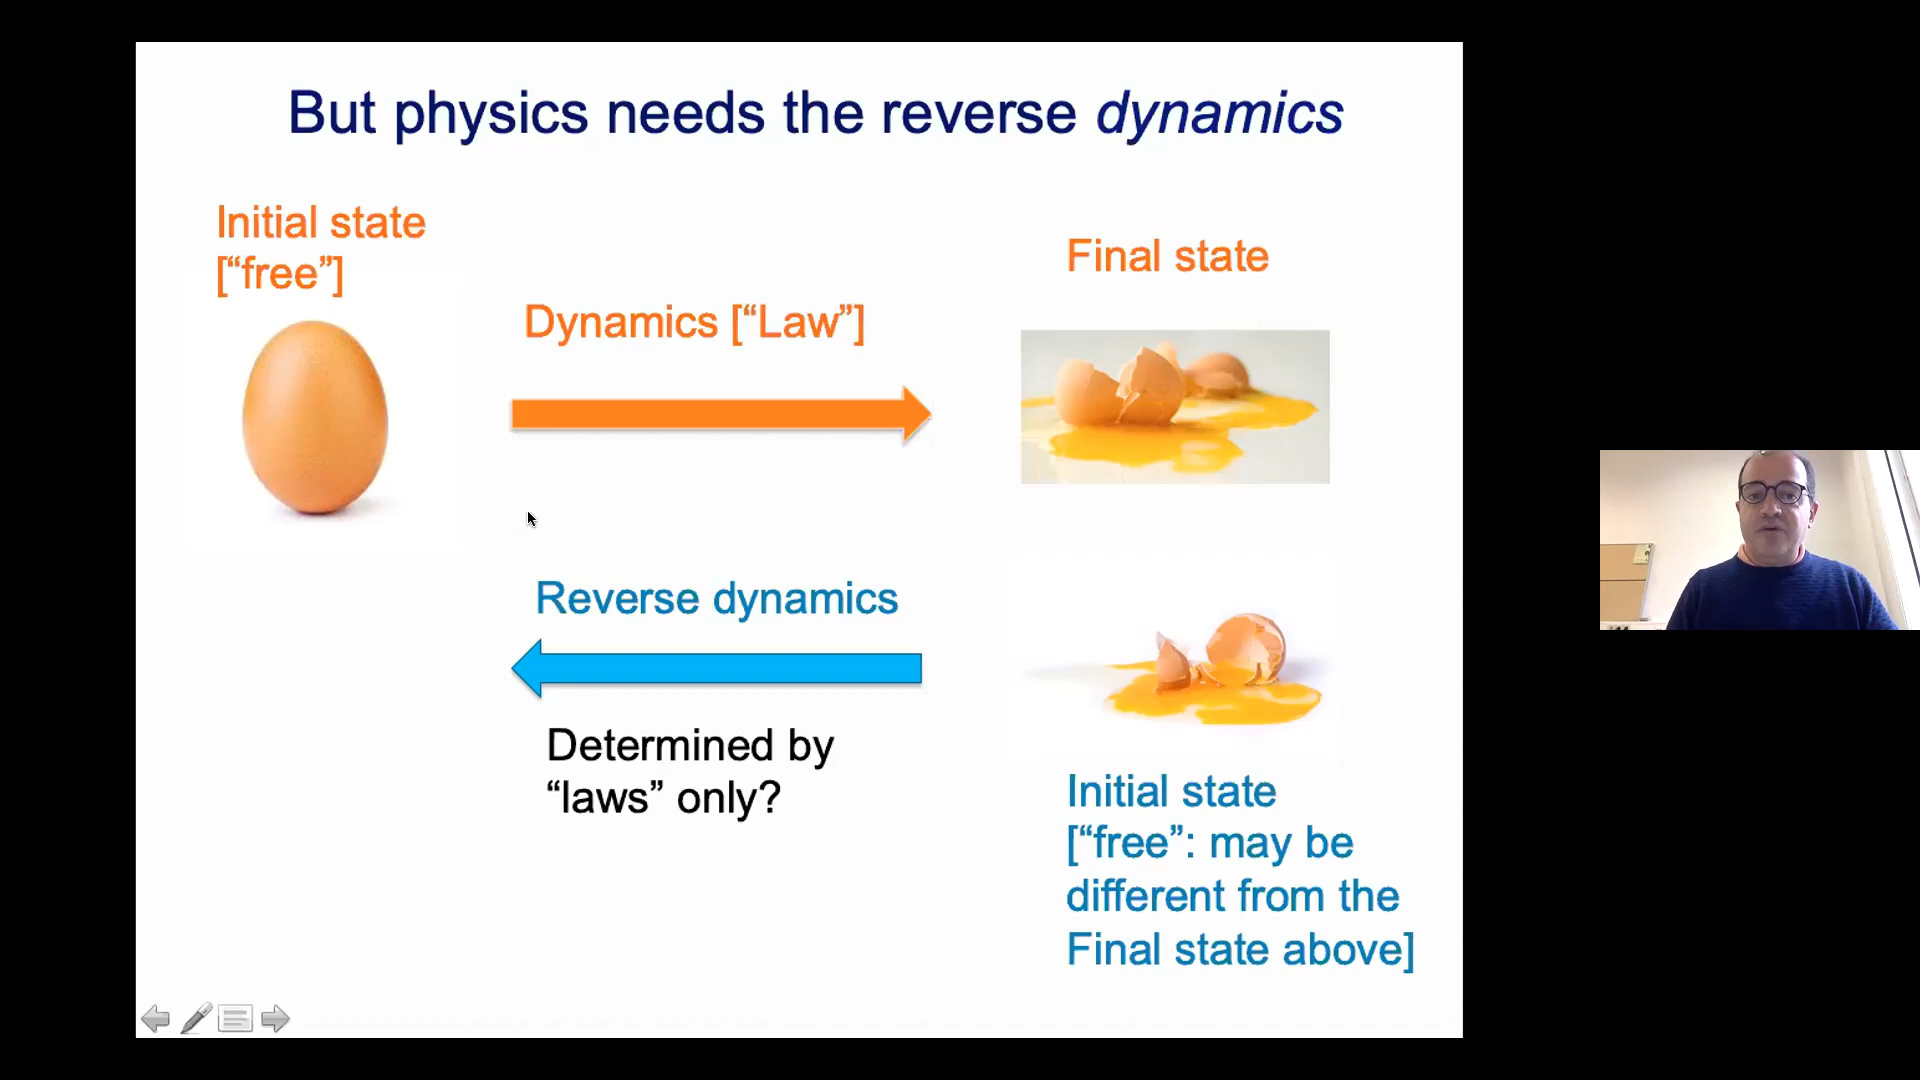 But physics needs the reverse dynamics
Initial state
[“free”]
Final state
Dynamics [“Law”]
Reverse dynamics
Determined by
“laws” only?
Initial state
[“free”: may be
different from the
Final state above]